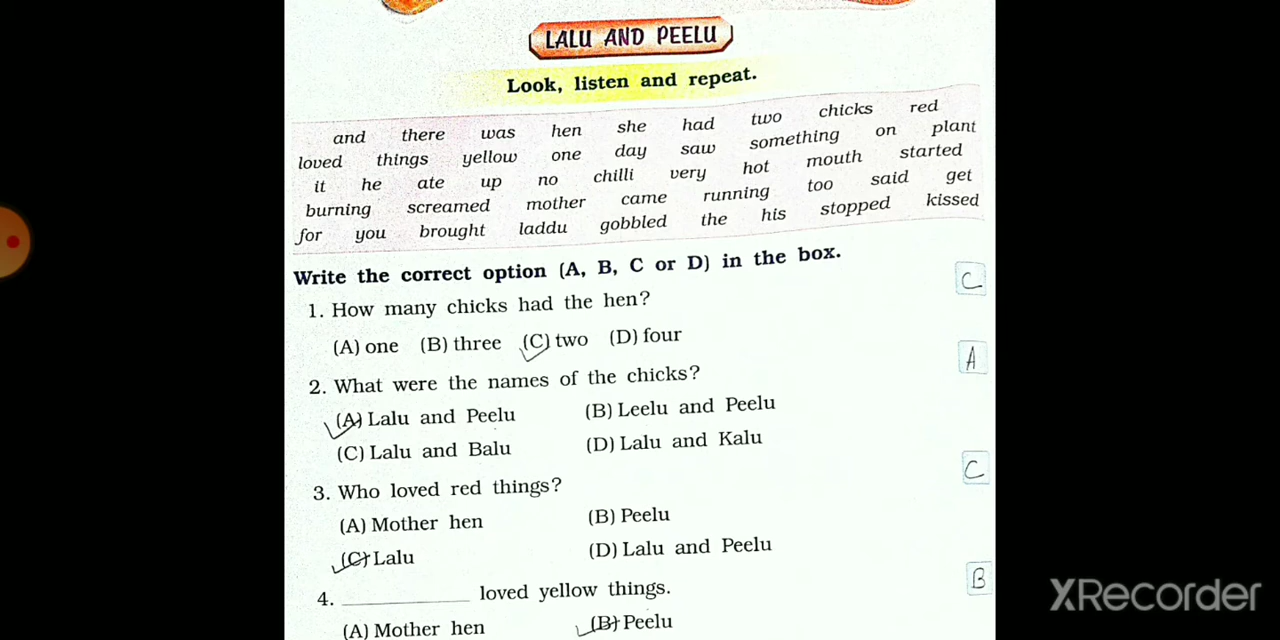 LALU AND PEELU
Look, listen and repeat.
and there was hen she had two chicks red
loved things yellow one day saw something on plant
it he ate up no chilli very hot mouth started
burning screamed mother came running too said get
for you brought laddu gobbled the his stopped kissed
Write the correct option (A, B, C or D) in the box.
1. How many chicks had the hen? C
(A) one (B) three (C) two (D) four
2. What were the names of the chicks? A
(A) Lalu and Peelu (B) Leelu and Peelu
(C) Lalu and Balu (D) Lalu and Kalu
3. Who loved red things? C
(A) Mother hen (B) Peelu
(C) Lalu (D) Lalu and Peelu
4. __________ loved yellow things. B
(A) Mother hen (B) Peelu
XRecorder